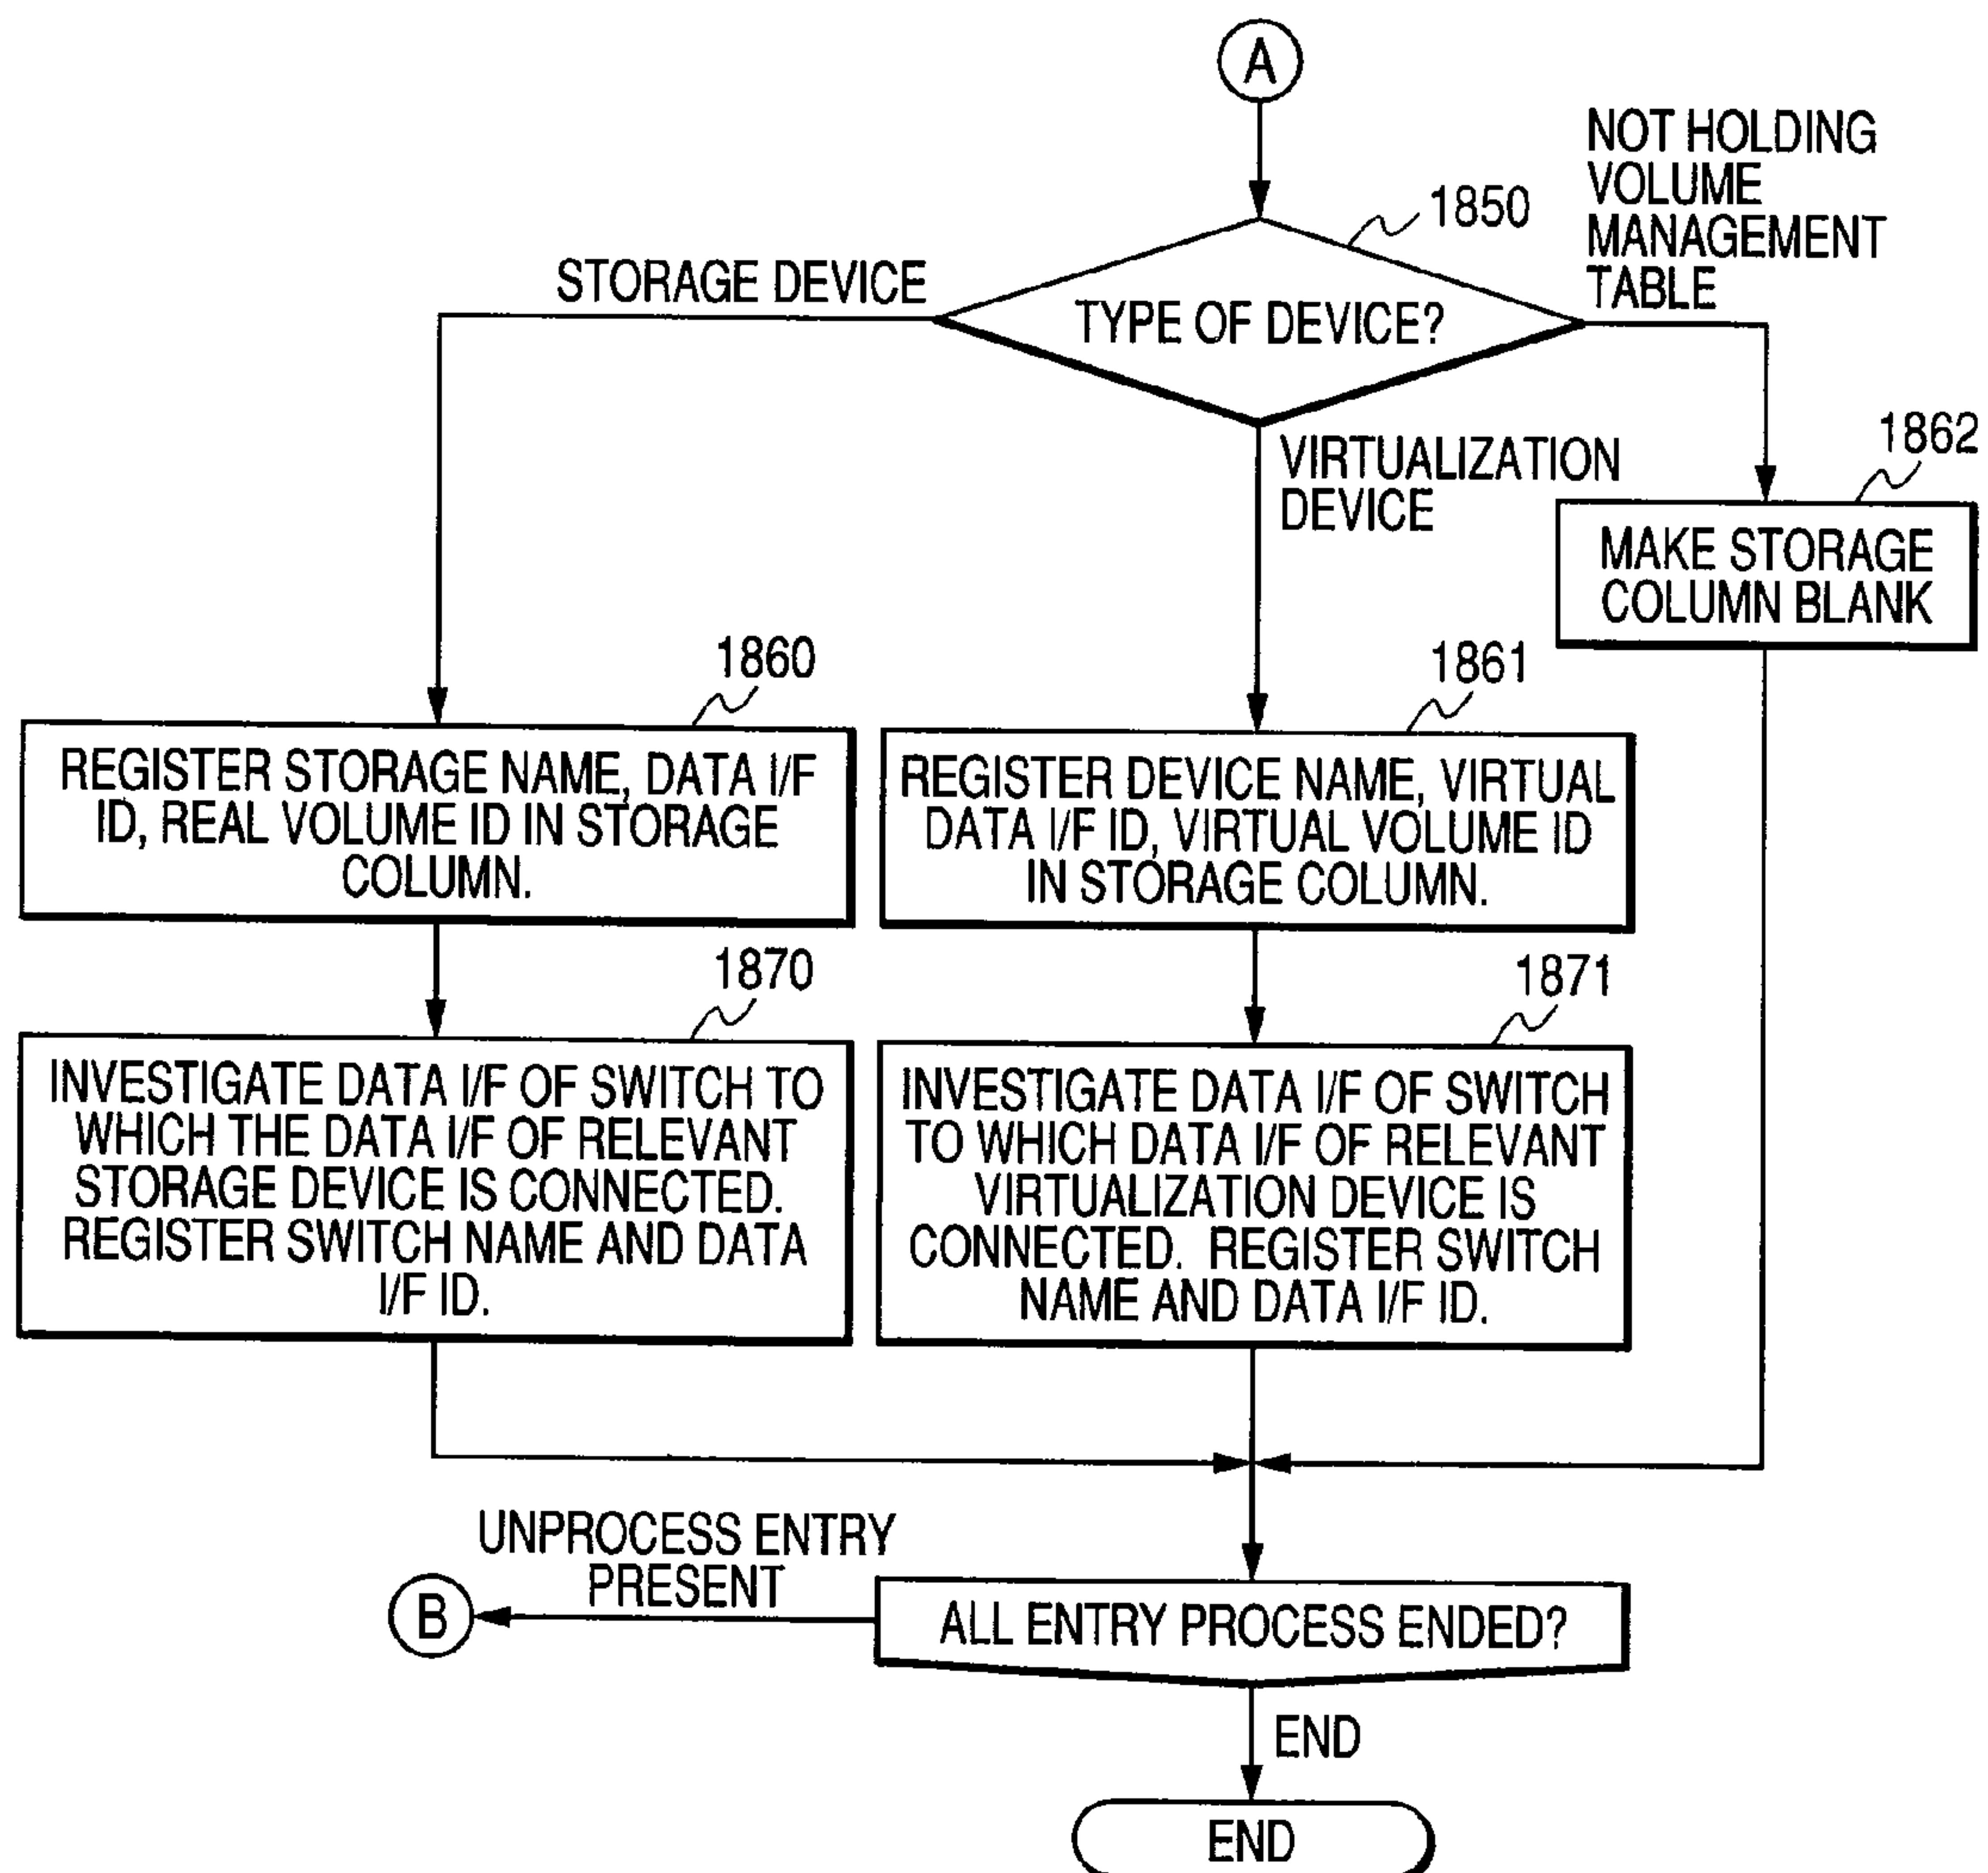 A
NOT HOLDING
VOLUME
MANAGEMENT
TABLE
1850
STORAGE DEVICE
TYPE OF DEVICE?
VIRTUALIZATION
DEVICE
1862
MAKE STORAGE
COLUMN BLANK
1860
REGISTER STORAGE NAME, DATA I/F
ID, REAL VOLUME ID IN STORAGE
COLUMN.
1861
REGISTER DEVICE NAME, VIRTUAL
DATA I/F ID, VIRTUAL VOLUME ID
IN STORAGE COLUMN.
1870
INVESTIGATE DATA I/F OF SWITCH TO
WHICH THE DATA I/F OF RELEVANT
STORAGE DEVICE IS CONNECTED.
REGISTER SWITCH NAME AND DATA
I/F ID.
1871
INVESTIGATE DATA I/F OF SWITCH
TO WHICH DATA I/F OF RELEVANT
VIRTUALIZATION DEVICE IS
CONNECTED. REGISTER SWITCH
NAME AND DATA I/F ID.
UNPROCESS ENTRY
PRESENT
B
ALL ENTRY PROCESS ENDED?
END
END